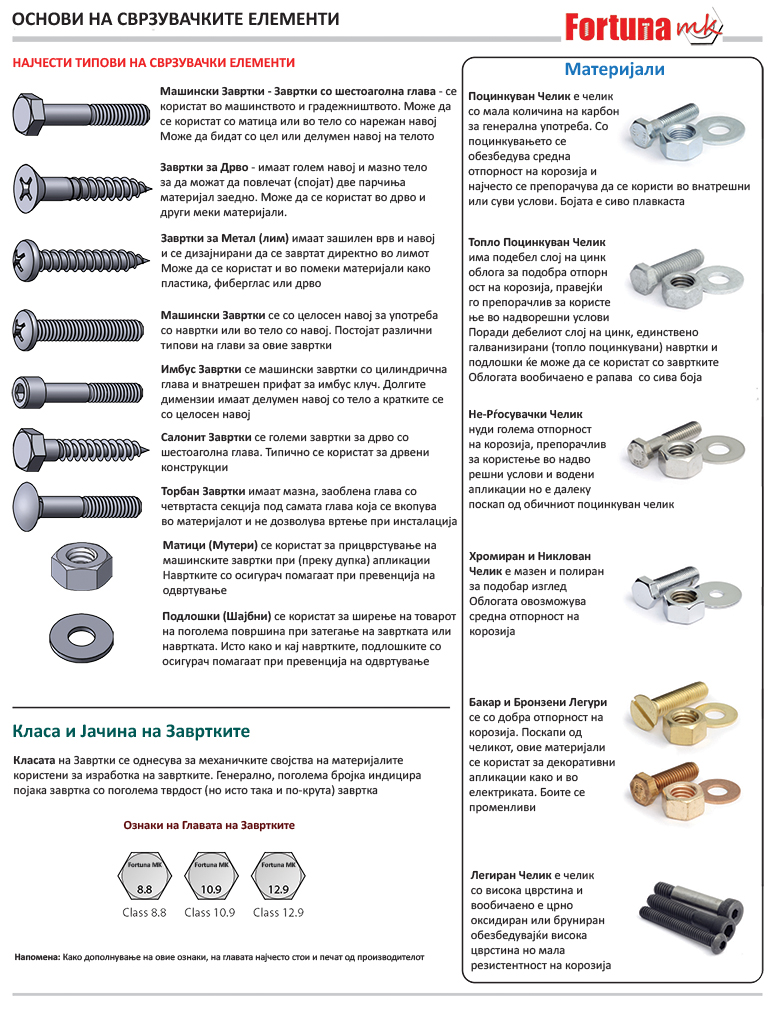 ОСНОВИ НА СВРЗУВАЧКИТЕ ЕЛЕМЕНТИ
Fortuna мк
НАЈЧЕСТИ ТИПОВИ НА СВРЗУВАЧКИ ЕЛЕМЕНТИ
Машински Завртки - Завртки со шестоаголна глава - се
користат во машинството и градежништвото. Може да
се користат со матица или во тело со нарежан навој
Може да бидат со цел или делумен навој на телото
Завртки за Дрво - имаат голем навој и мазно тело
за да можат да повлечат (спојат) две парчиња
материјал заедно. Може да се користат во дрво и
други меки материјали.
Завртки за Метал (лим) имаат зашилен врв и навој
и се дизајнирани да се завртат директно во лимот
Може да се користат и во помеки материјали како
пластика, фиберглас или дрво
Машински Завртки се со целосен навој за употреба
со навртки или во тело со навој. Постојат различни
типови на глави за овие завртки
Имбус Завртки се машински завртки со цилиндрична
глава и внатрешен прифат за имбус клуч. Долгите
димензии имаат делумен навој со тело а кратките се
со целосен навој
Салонит Завртки се големи завртки за дрво со
шестоаголна глава. Типично се користат за дрвени
конструкции
Торбан Завртки имаат мазна, заоблена глава со
четвртаста секција под самата глава која се вкопува
во материјалот и не дозволува вртење при инсталација
Матици (Мутери) се користат за прицврстување на
машинските завртки при (преку дупка) апликации
Навртките со осигурач помагаат при превенција на
одвртување
Подлошки (Шајбни) се користат за ширење на товарот
на поголема површина при затегање на завртката или
навртката. Исто како и кај навртките, подлошките со
осигурач помагаат при превенција на одвртување
Класа и Јачина на Завртките
Класата на Завртки се однесува за механичките својства на материјалите
користени за изработка на завртките. Генерално, поголема бројка индицира
појака завртка со поголема тврдост (но исто така и по-крута) завртка
Ознаки на Главата на Завртките
Fortuna MK Fortuna MK Fortuna MK
8.8 10.9 12.9
Class 8.8 Class 10.9 Class 12.9
Напомена: Како дополнување на овие ознаки, на главата најчесто стои и печат од производителот
Материјали
Поцинкуван Челик е челик
со мала количина на карбон
за генерална употреба. Со
поцинкувањето се
обезбедува средна
отпорност на корозија и
најчесто се препорачува да се користи во внатрешни
или суви услови. Бојата е сиво плавкаста
Топло Поцинкуван Челик
има подебел слој на цинк
облога за подобра отпорн
ост на корозија, правејќи
го препорачлив за користе
ње во надворешни услови
Поради дебелиот слој на цинк, единствено
галванизирани (топло поцинкувани) навртки и
подлошки ќе може да се користат со завртките
Облогата вообичаено е рапава со сива боја
Не-Рѓосувачки Челик
нуди голема отпорност
на корозија, препорачлив
за користење во надво
решни услови и водени
апликации но е далеку
поскап од обичниот поцинкуван челик
Хромиран и Никлован
Челик е мазен и полиран
за подобар изглед
Облогата овозможува
средна отпорност на
корозија
Бакар и Бронзени Легури
се со добра отпорност на
корозија. Поскапи од
челикот, овие материјали
се користат за декоративни
апликации како и во
електриката. Боите се
променливи
Легиран Челик е челик
со висока цврстина и
вообичаено е црно
оксидиран или бруниран
обезбедувајќи висока
цврстина но мала
резистентност на корозија